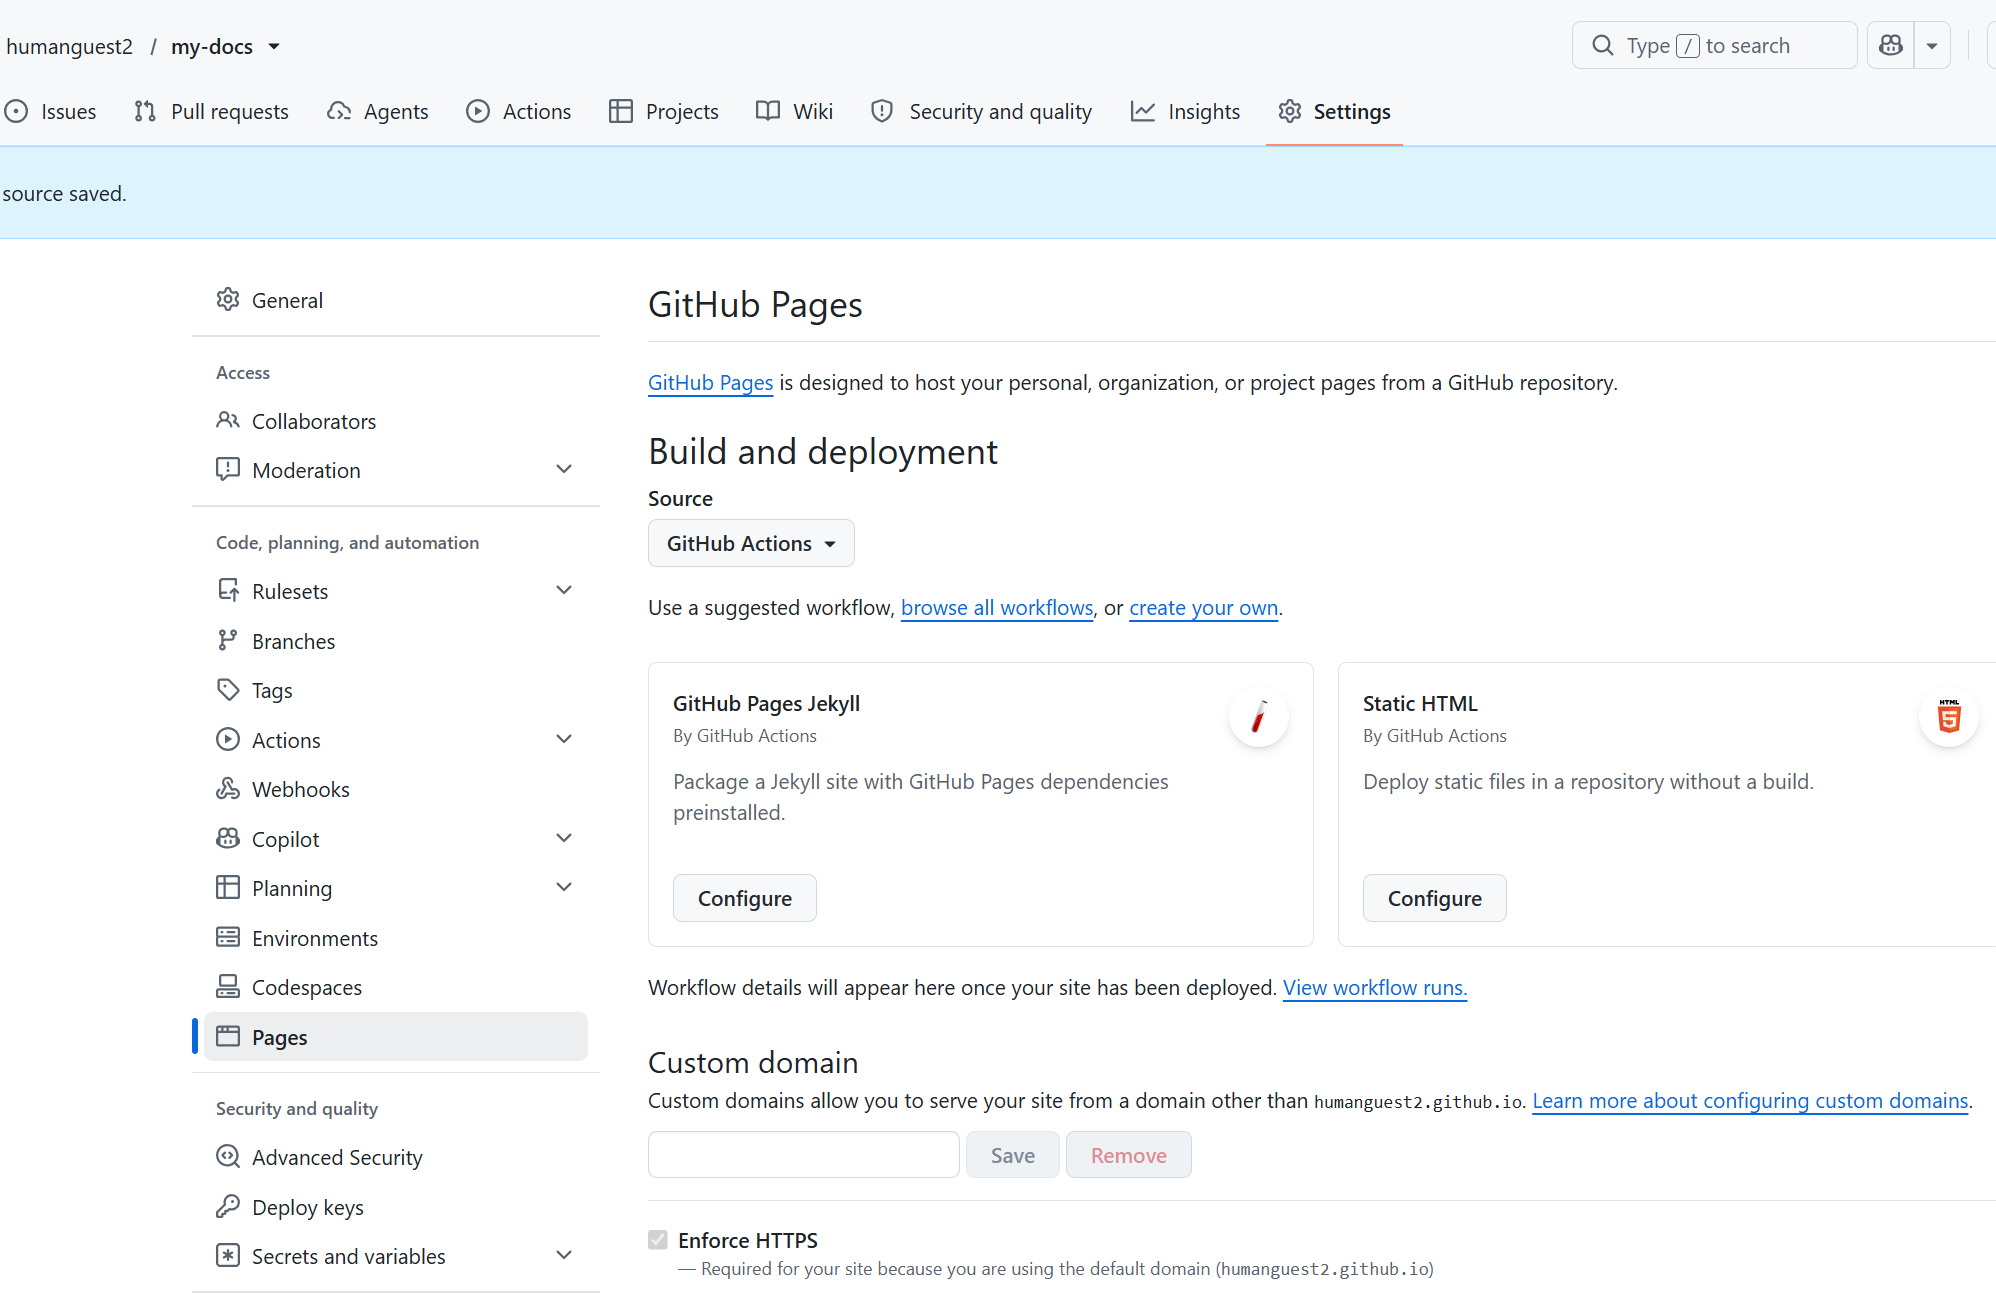 humanguest2 / my-docs
Type / to search
Issues
Pull requests
Agents
Actions
Projects
Wiki
Security and quality
Insights
Settings
source saved.
General
Access
Collaborators
Moderation
Code, planning, and automation
Rulesets
Branches
Tags
Actions
Webhooks
Copilot
Planning
Environments
Codespaces
Pages
Security and quality
Advanced Security
Deploy keys
Secrets and variables
GitHub Pages
GitHub Pages is designed to host your personal, organization, or project pages from a GitHub repository.
Build and deployment
Source
GitHub Actions
Use a suggested workflow, browse all workflows, or create your own.
GitHub Pages Jekyll
By GitHub Actions
Package a Jekyll site with GitHub Pages dependencies
preinstalled.
Configure
Static HTML
By GitHub Actions
HTML
5
Deploy static files in a repository without a build.
Configure
Workflow details will appear here once your site has been deployed. View workflow runs.
Custom domain
Custom domains allow you to serve your site from a domain other than humanguest2.github.io. Learn more about configuring custom domains.
Save
Remove
Enforce HTTPS
— Required for your site because you are using the default domain (humanguest2.github.io)